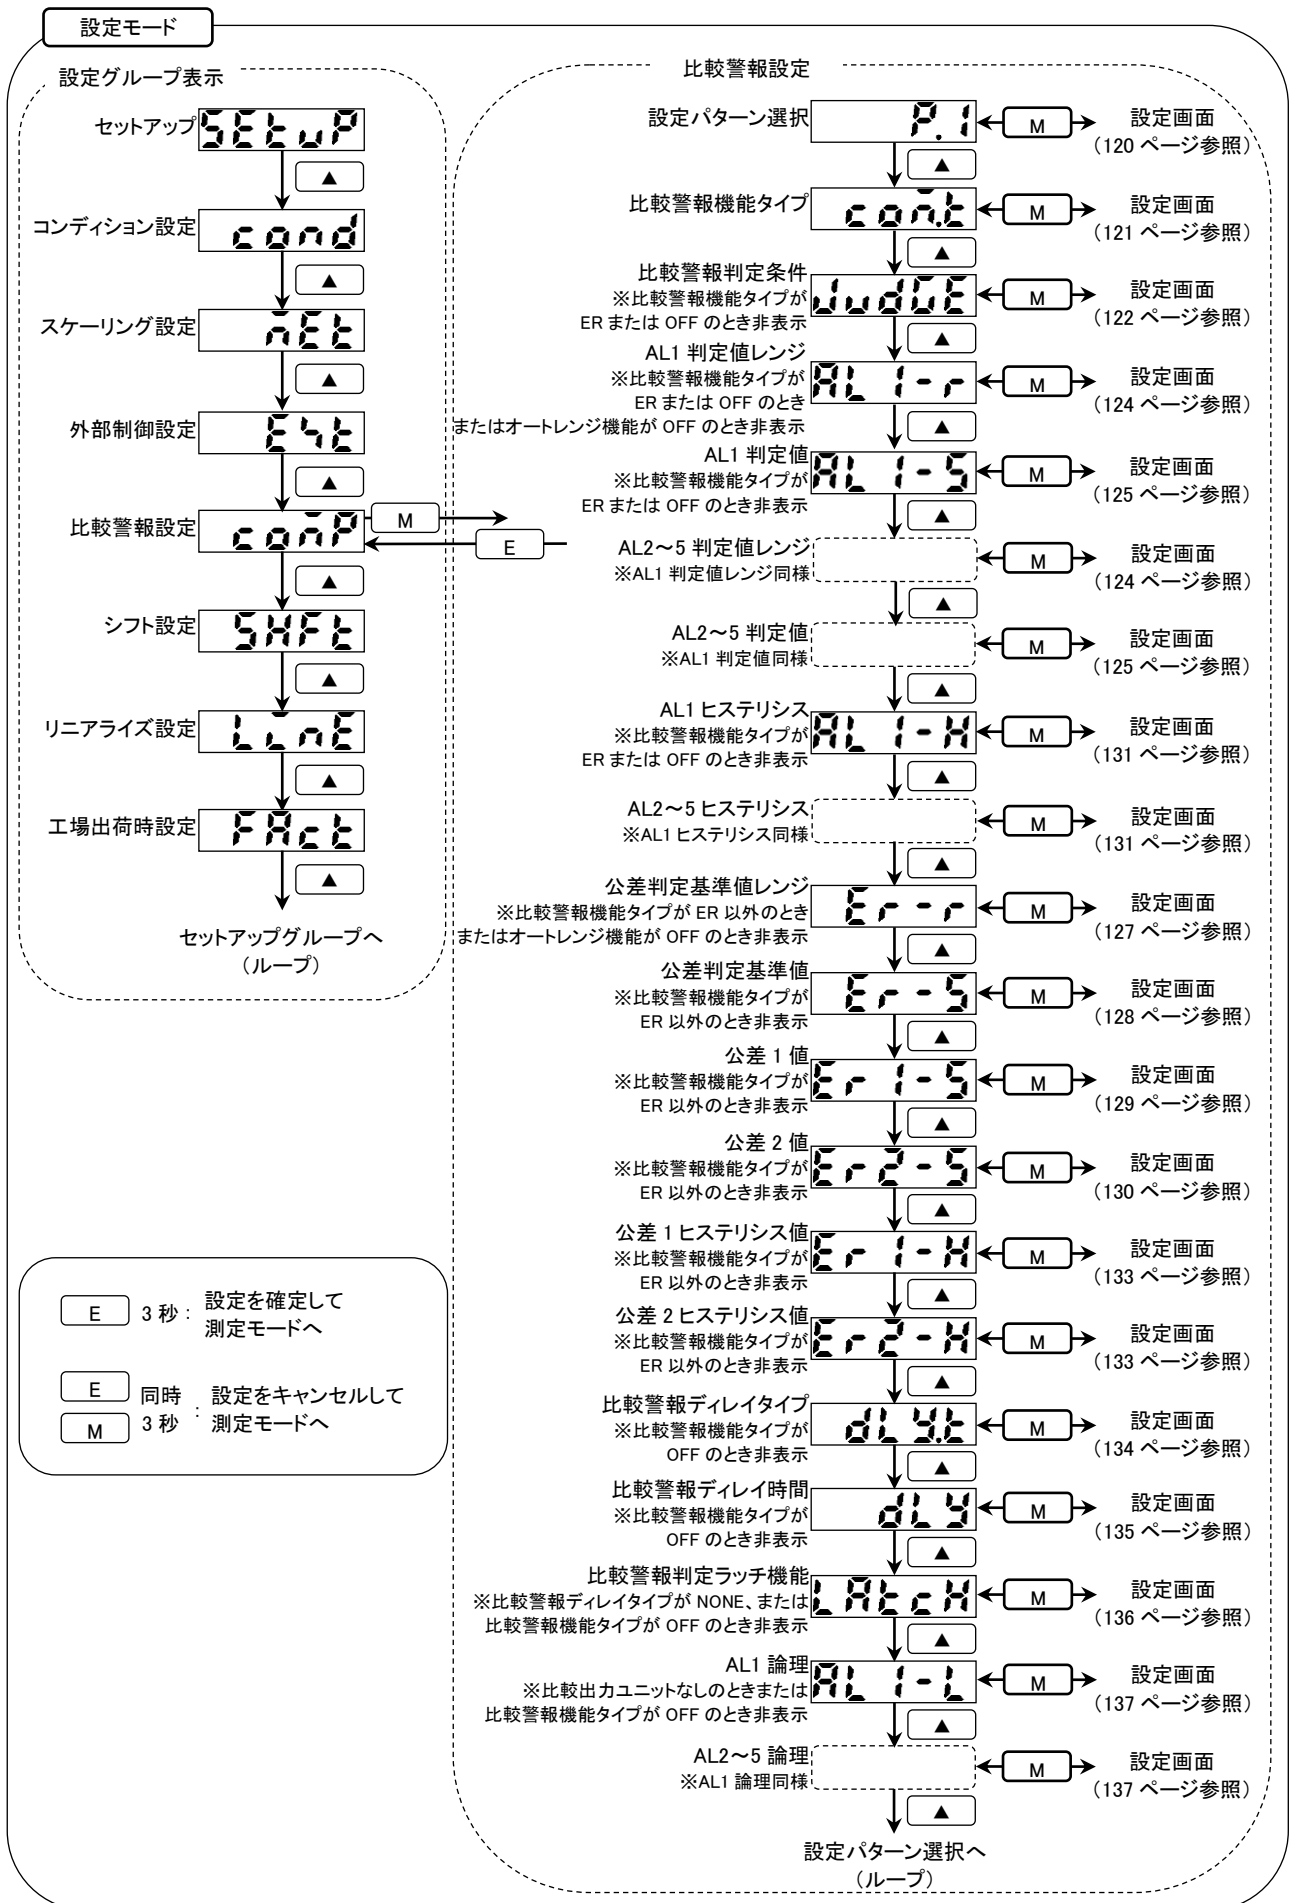 設定モード
設定グループ表示
セットアップ
SEtuP
▲
コンディション設定
cond
▲
スケーリング設定
mEt
▲
外部制御設定
E%t
▲
比較警報設定
comP
M
E
▲
シフト設定
SHFt
▲
リニアライズ設定
LinE
▲
工場出荷時設定
FAct
▲
セットアップグループへ
(ループ)
E 3 秒 : 設定を確定して
測定モードへ
E 同時 設定をキャンセルして
M 3 秒 : 測定モードへ
比較警報設定
設定パターン選択 P.1 M 設定画面
(120 ページ参照)
▲
比較警報機能タイプ com.t M 設定画面
(121 ページ参照)
▲
比較警報判定条件
※比較警報機能タイプが
ER または OFF のとき非表示
JudGE M 設定画面
(122 ページ参照)
▲
AL1 判定値レンジ
※比較警報機能タイプが
ER または OFF のとき
またはオートレンジ機能が OFF のとき非表示
AL1-r M 設定画面
(124 ページ参照)
▲
AL1 判定値
※比較警報機能タイプが
ER または OFF のとき非表示
AL1-S M 設定画面
(125 ページ参照)
▲
AL2～5 判定値レンジ
※AL1 判定値レンジ同様
M 設定画面
(124 ページ参照)
▲
AL2～5 判定値
※AL1 判定値同様
M 設定画面
(125 ページ参照)
▲
AL1 ヒステリシス
※比較警報機能タイプが
ER または OFF のとき非表示
AL1-H M 設定画面
(131 ページ参照)
▲
AL2～5 ヒステリシス
※AL1 ヒステリシス同様
M 設定画面
(131 ページ参照)
▲
公差判定基準値レンジ
※比較警報機能タイプが ER 以外のとき
またはオートレンジ機能が OFF のとき非表示
Er-r M 設定画面
(127 ページ参照)
▲
公差判定基準値
※比較警報機能タイプが
ER 以外のとき非表示
Er-S M 設定画面
(128 ページ参照)
▲
公差 1 値
※比較警報機能タイプが
ER 以外のとき非表示
Er1-S M 設定画面
(129 ページ参照)
▲
公差 2 値
※比較警報機能タイプが
ER 以外のとき非表示
Er2-S M 設定画面
(130 ページ参照)
▲
公差 1 ヒステリシス値
※比較警報機能タイプが
ER 以外のとき非表示
Er1-H M 設定画面
(133 ページ参照)
▲
公差 2 ヒステリシス値
※比較警報機能タイプが
ER 以外のとき非表示
Er2-H M 設定画面
(133 ページ参照)
▲
比較警報ディレイタイプ
※比較警報機能タイプが
OFF のとき非表示
dLY.t M 設定画面
(134 ページ参照)
▲
比較警報ディレイ時間
※比較警報機能タイプが
OFF のとき非表示
dLY M 設定画面
(135 ページ参照)
▲
比較警報判定ラッチ機能
※比較警報ディレイタイプが NONE、または
比較警報機能タイプが OFF のとき非表示
LAtcH M 設定画面
(136 ページ参照)
▲
AL1 論理
※比較出力ユニットなしのときまたは
比較警報機能タイプが OFF のとき非表示
AL1-L M 設定画面
(137 ページ参照)
▲
AL2～5 論理
※AL1 論理同様
M 設定画面
(137 ページ参照)
▲
設定パターン選択へ
(ループ)